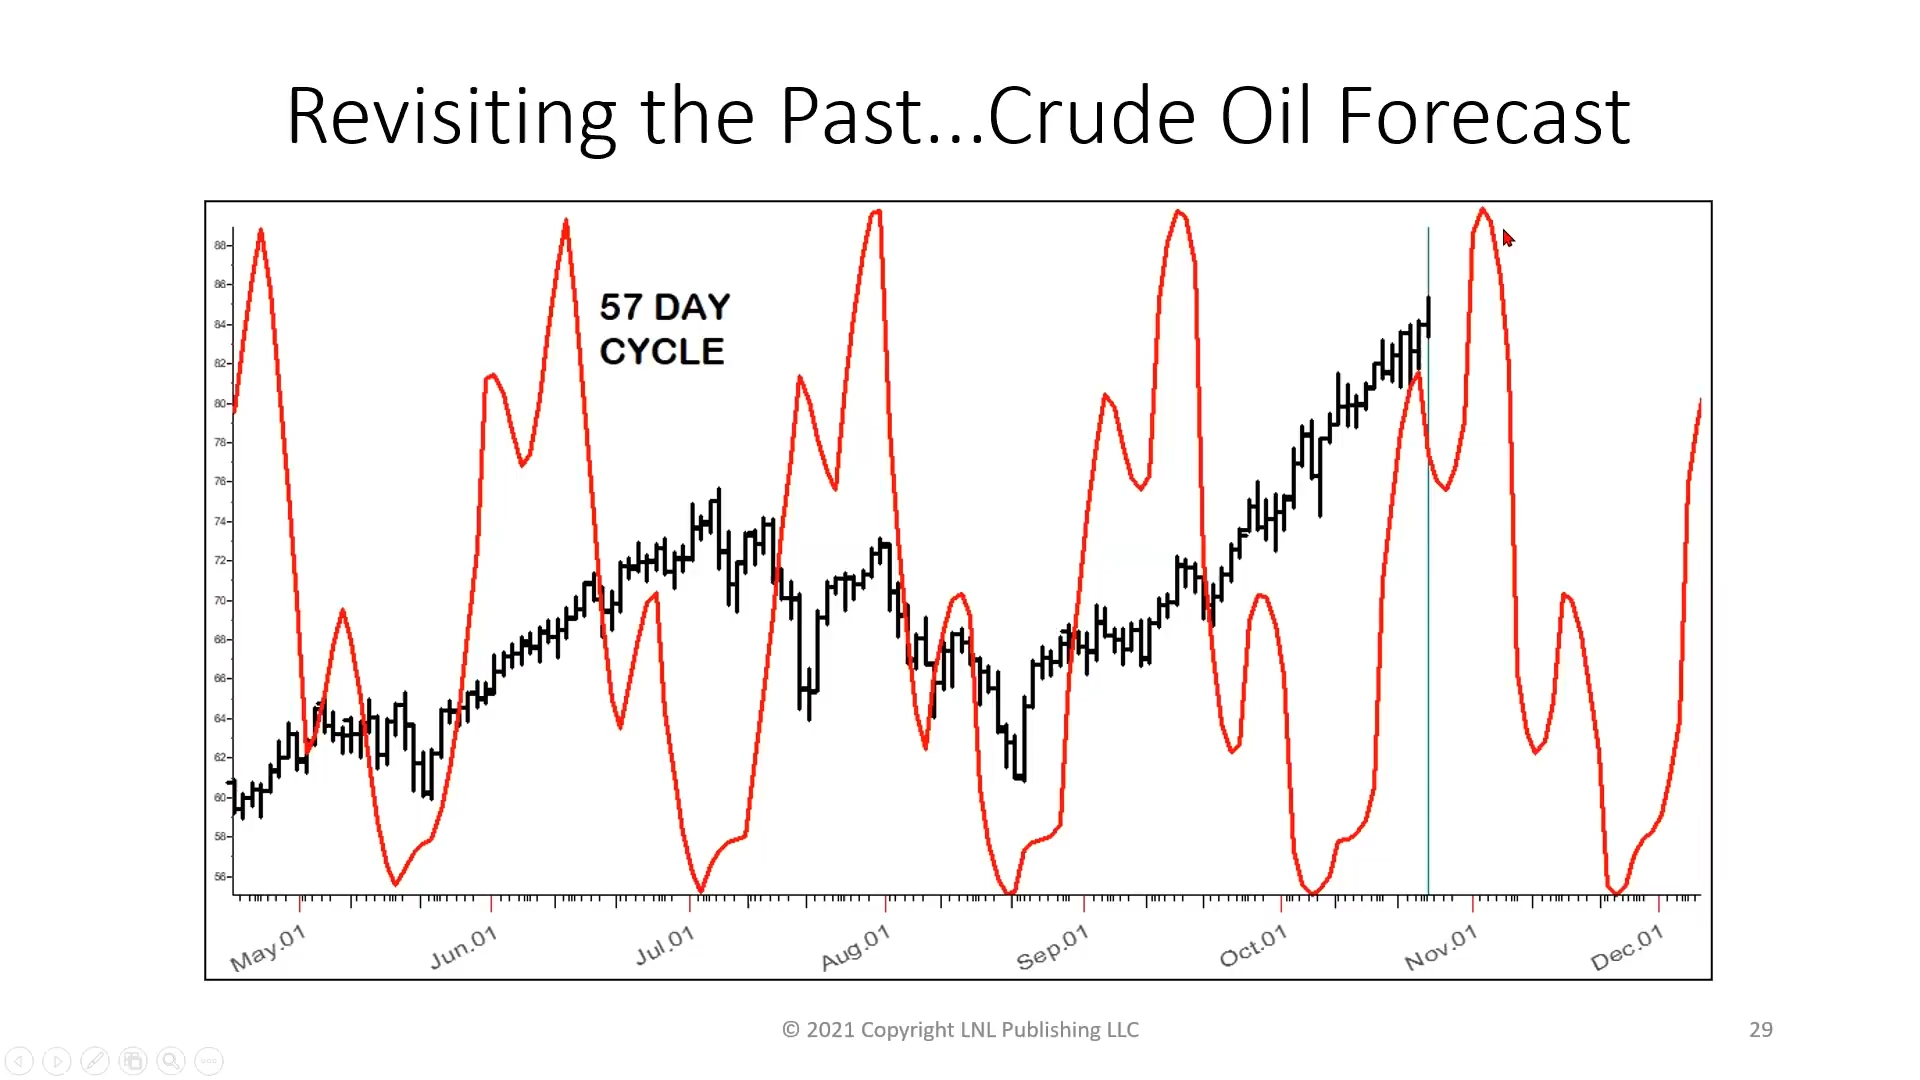 Revisiting the Past...Crude Oil Forecast
57 DAY
CYCLE
88
86
84
82
80
78
76
74
72
70
68
66
64
62
60
58
56
May.01
Jun.01
Jul.01
Aug.01
Sep.01
Oct.01
Nov.01
Dec.01
© 2021 Copyright LNL Publishing LLC
29